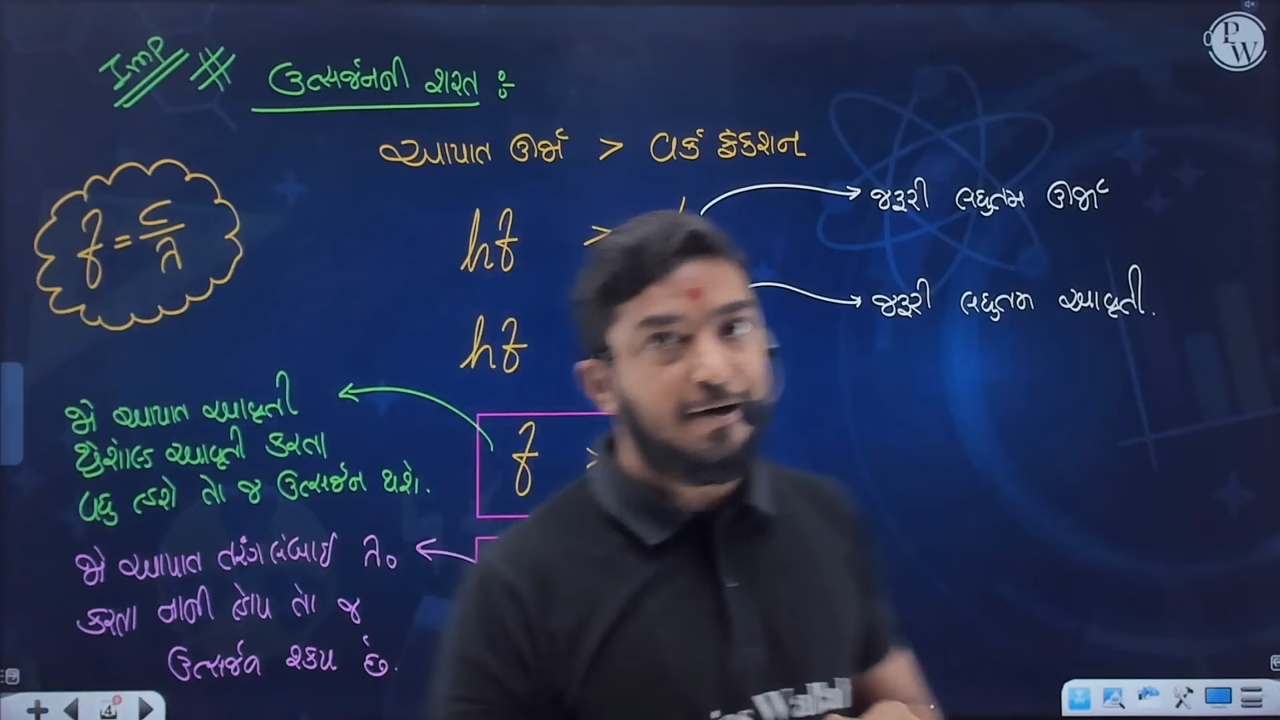 Imp # ઉત્સર્જનની શરત :-
PW
આપાત ઊર્જા > વર્ક ફંકશન
f = c/λ
hf >
જરૂરી લઘુતમ ઊર્જા
hf
જરૂરી લઘુતમ આવૃતી.
જો આપાત આવૃતી
થ્રેશોલ્ડ આવૃતી કરતા
વધુ હશે તો જ ઉત્સર્જન થશે.
f >
જો આપાત તરંગલંબાઈ λ₀
કરતા નાની હોય તો જ
ઉત્સર્જન શક્ય છે.
4